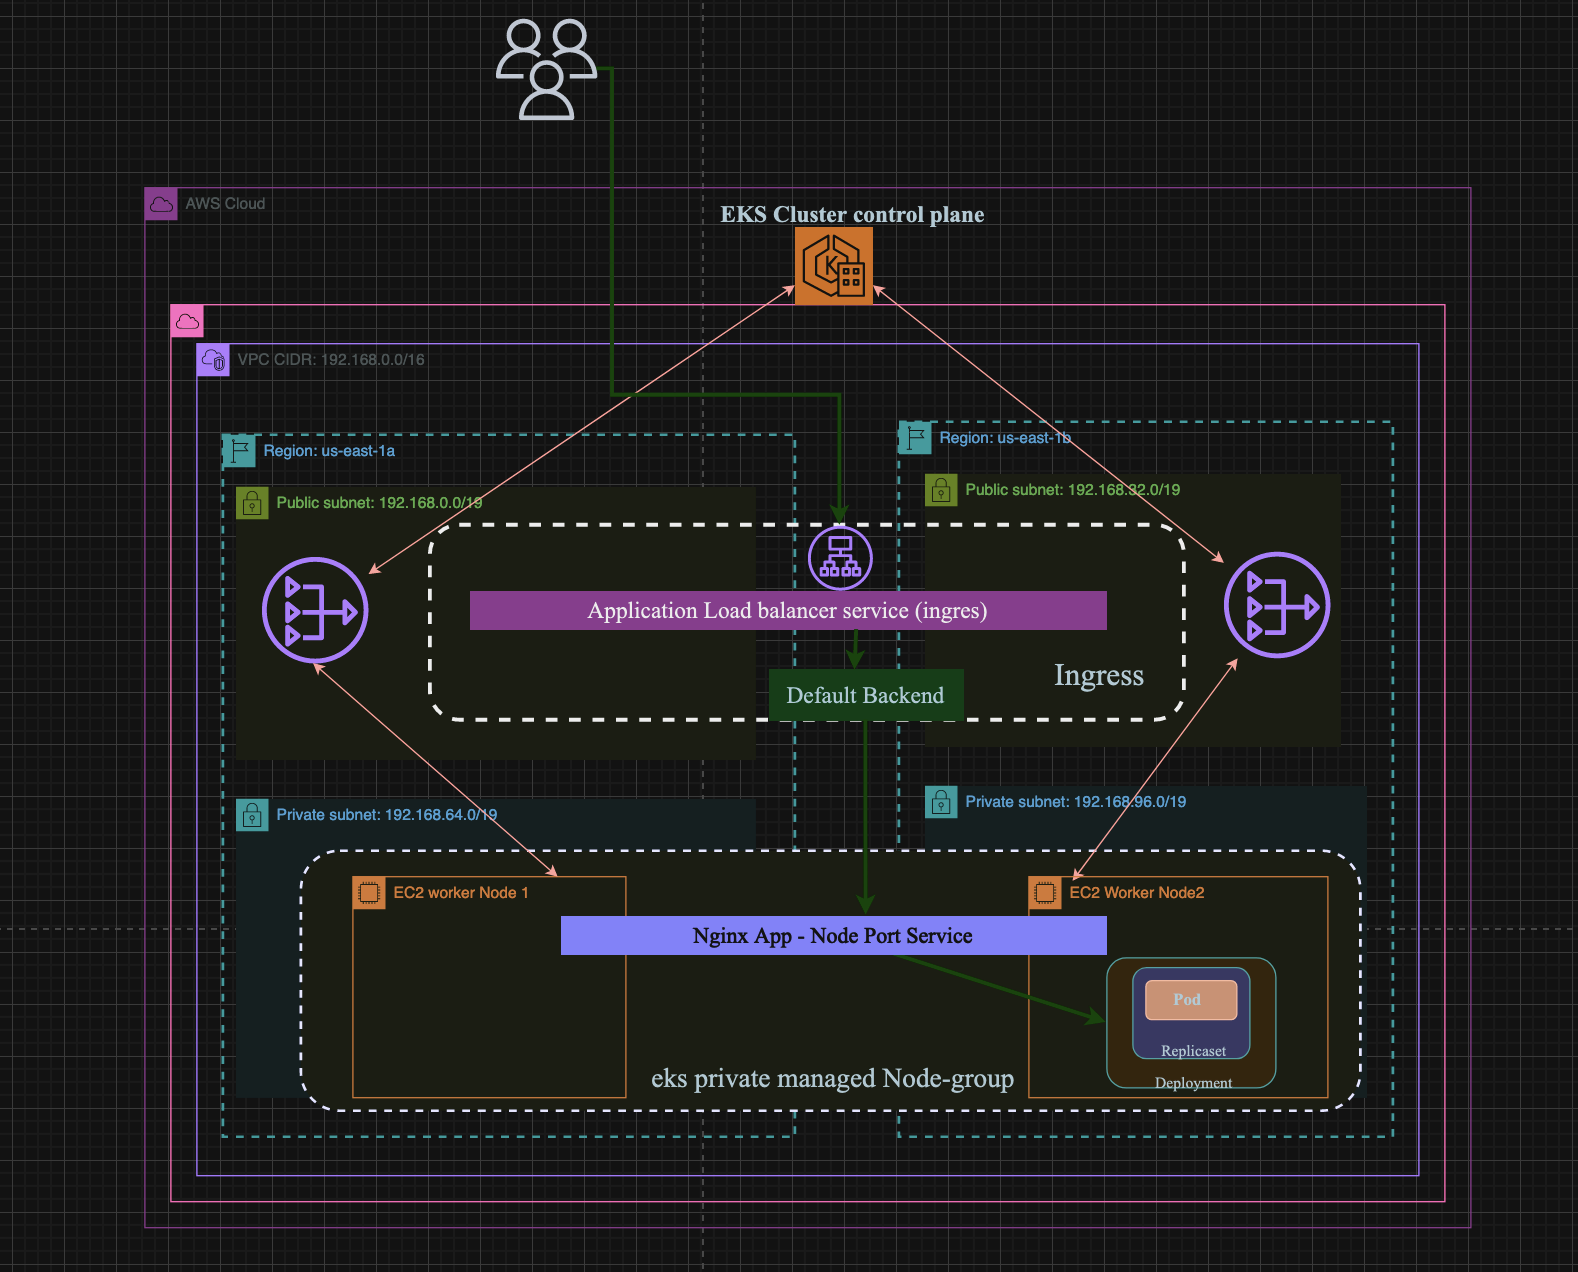 AWS Cloud
EKS Cluster control plane
VPC CIDR: 192.168.0.0/16
Region: us-east-1a
Region: us-east-1b
Public subnet: 192.168.0.0/19
Public subnet: 192.168.32.0/19
Application Load balancer service (ingres)
Ingress
Default Backend
Private subnet: 192.168.64.0/19
Private subnet: 192.168.96.0/19
EC2 worker Node 1
EC2 Worker Node2
Nginx App - Node Port Service
Pod
Replicaset
Deployment
eks private managed Node-group